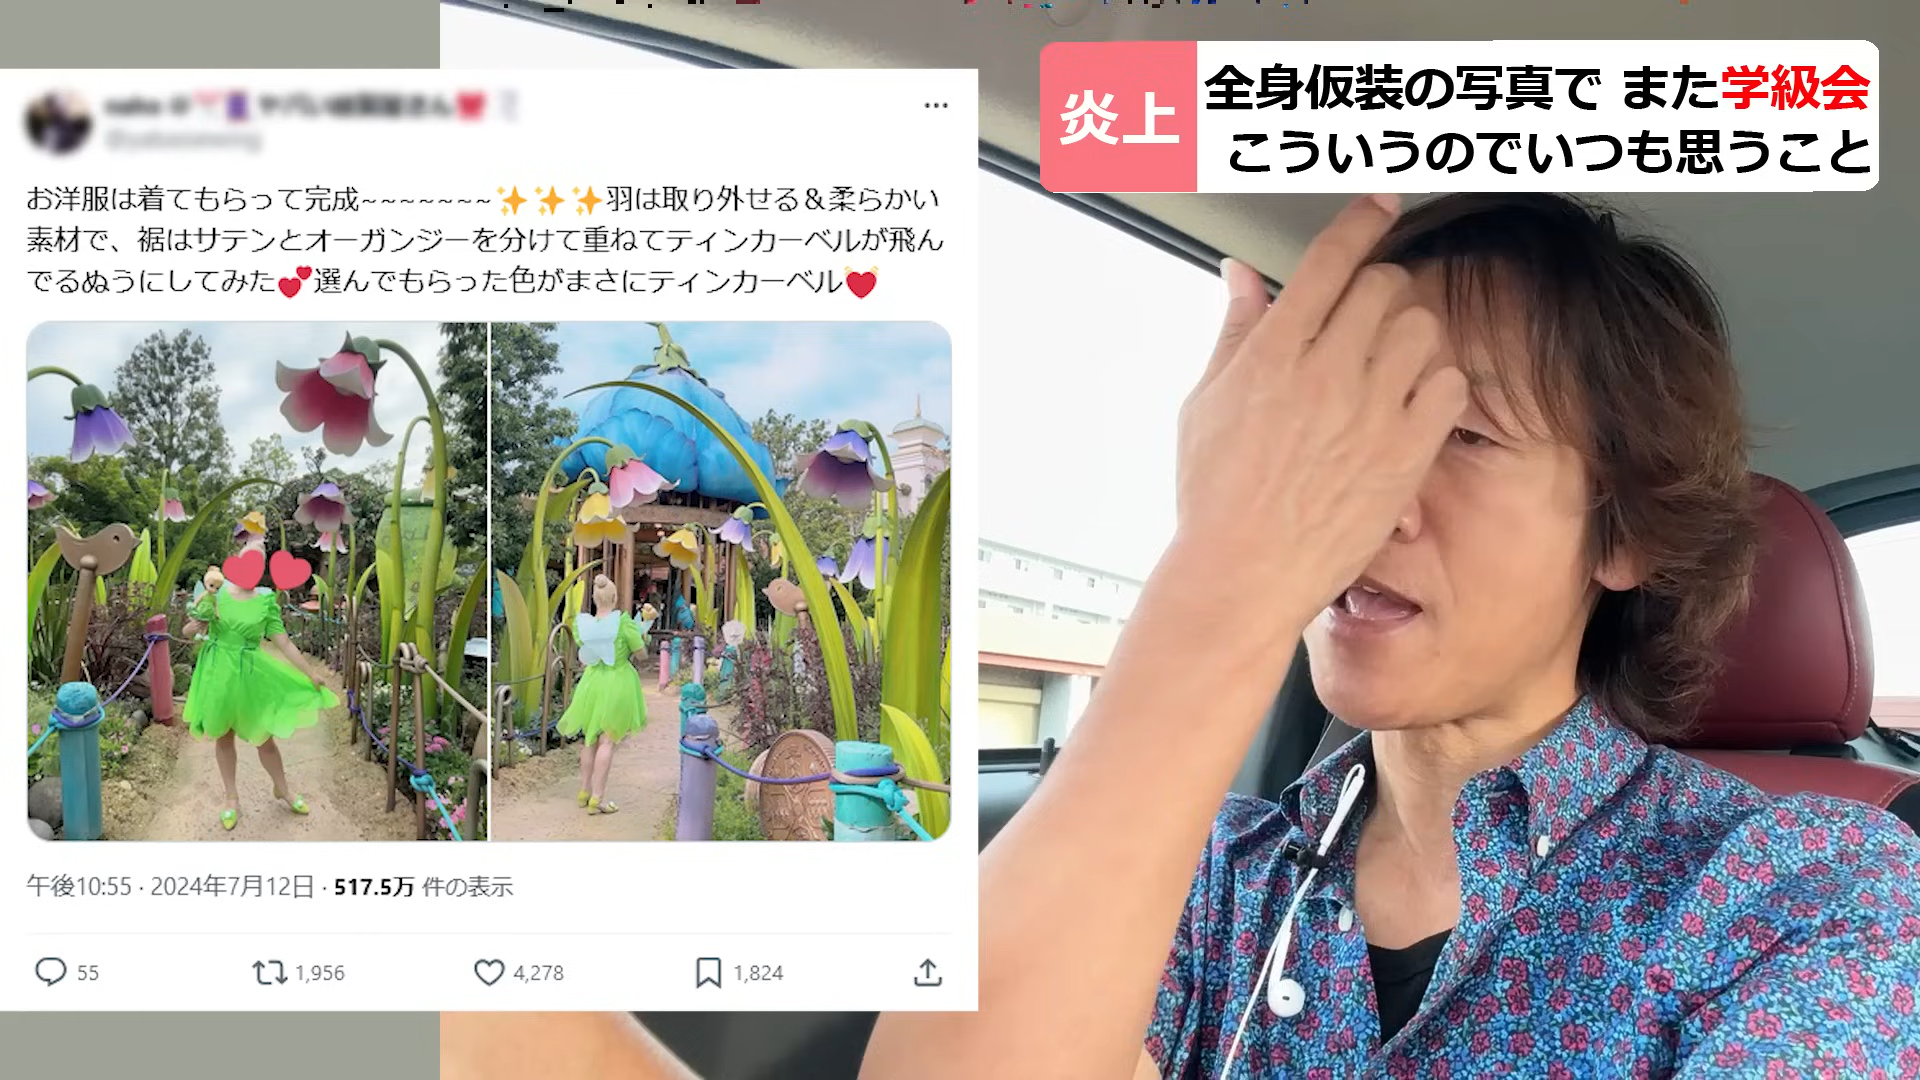 お洋服は着てもらって完成~~~~~~~✨✨✨羽は取り外せる＆柔らかい
素材で、裾はサテンとオーガンジーを分けて重ねてティンカーベルが飛ん
でるぬうにしてみた💕選んでもらった色がまさにティンカーベル💓
午後10:55 · 2024年7月12日 · 517.5万 件の表示
55
1,956
4,278
1,824
炎上
全身仮装の写真で また学級会
こういうのでいつも思うこと